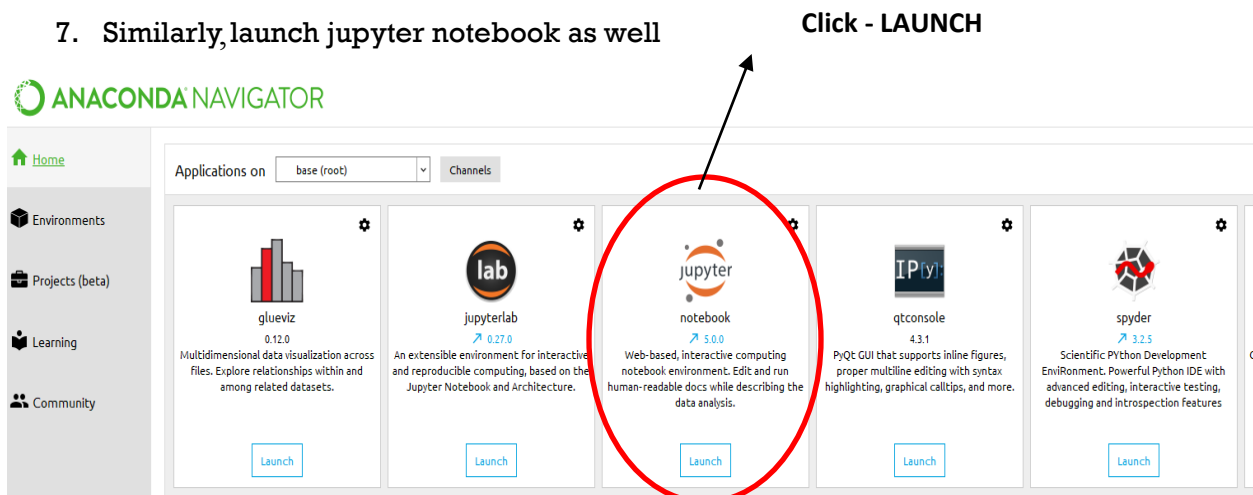 7. Similarly, launch jupyter notebook as well
Click - LAUNCH
ANACONDA NAVIGATOR
Home
Environments
Projects (beta)
Learning
Community
Applications on base (root) Channels
glueviz
0.12.0
Multidimensional data visualization across
files. Explore relationships within and
among related datasets.
Launch
lab
jupyterlab
0.27.0
An extensible environment for interactive
and reproducible computing, based on the
Jupyter Notebook and Architecture.
Launch
jupyter
notebook
5.0.0
Web-based, interactive computing
notebook environment. Edit and run
human-readable docs while describing the
data analysis.
Launch
IP[y]:
qtconsole
4.3.1
PyQt GUI that supports inline figures,
proper multiline editing with syntax
highlighting, graphical calltips, and more.
Launch
spyder
3.2.5
Scientific PYthon Development
EnviRonment. Powerful Python IDE with
advanced editing, interactive testing,
debugging and introspection features
Launch